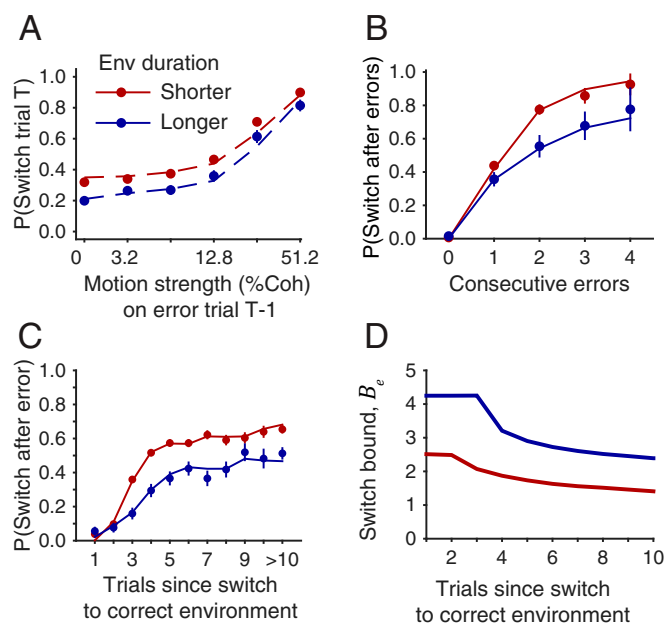 A
Env duration
Shorter
Longer
P(Switch trial T)
1.0
0.8
0.6
0.4
0.2
0.0
0 3.2 12.8 51.2
Motion strength (%Coh)
on error trial T-1
B
P(Switch after errors)
1.0
0.8
0.6
0.4
0.2
0.0
0 1 2 3 4
Consecutive errors
C
P(Switch after error)
1.0
0.8
0.6
0.4
0.2
0.0
1 3 5 7 9 >10
Trials since switch
to correct environment
D
Switch bound, Be
5
4
3
2
1
0
2 4 6 8 10
Trials since switch
to correct environment